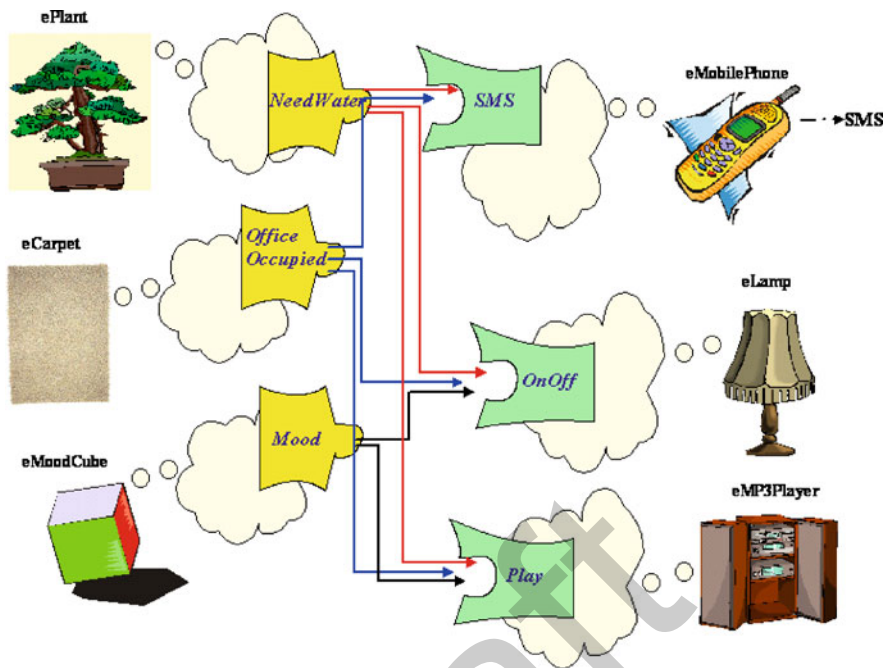 ePlant
NeedWater
SMS
eMobilePhone
SMS
eCarpet
Office
Occupied
eLamp
OnOff
eMoodCube
Mood
eMP3Player
Play